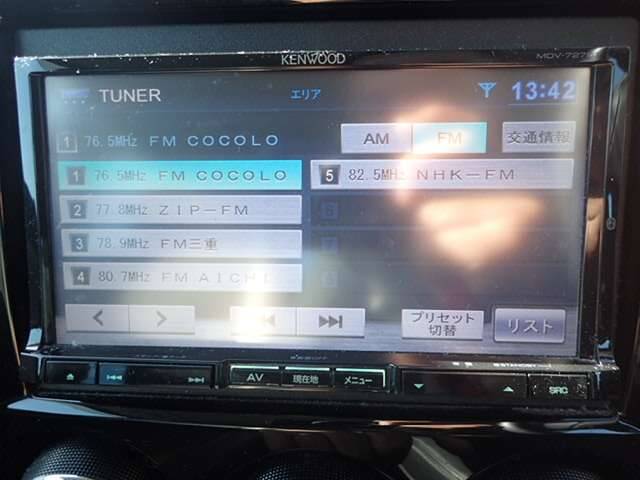 KENWOOD
TUNER
エリア
13:42
1 76.5MHz FM COCOLO
AM
FM
交通情報
1 76.5MHz FM COCOLO
5 82.5MHz NHK-FM
2 77.8MHz ZIP-FM
6
3 78.9MHz FM三重
7
4 80.7MHz FM AICHI
8
プリセット
切替
リスト
AV
現在地
メニュー
SRC